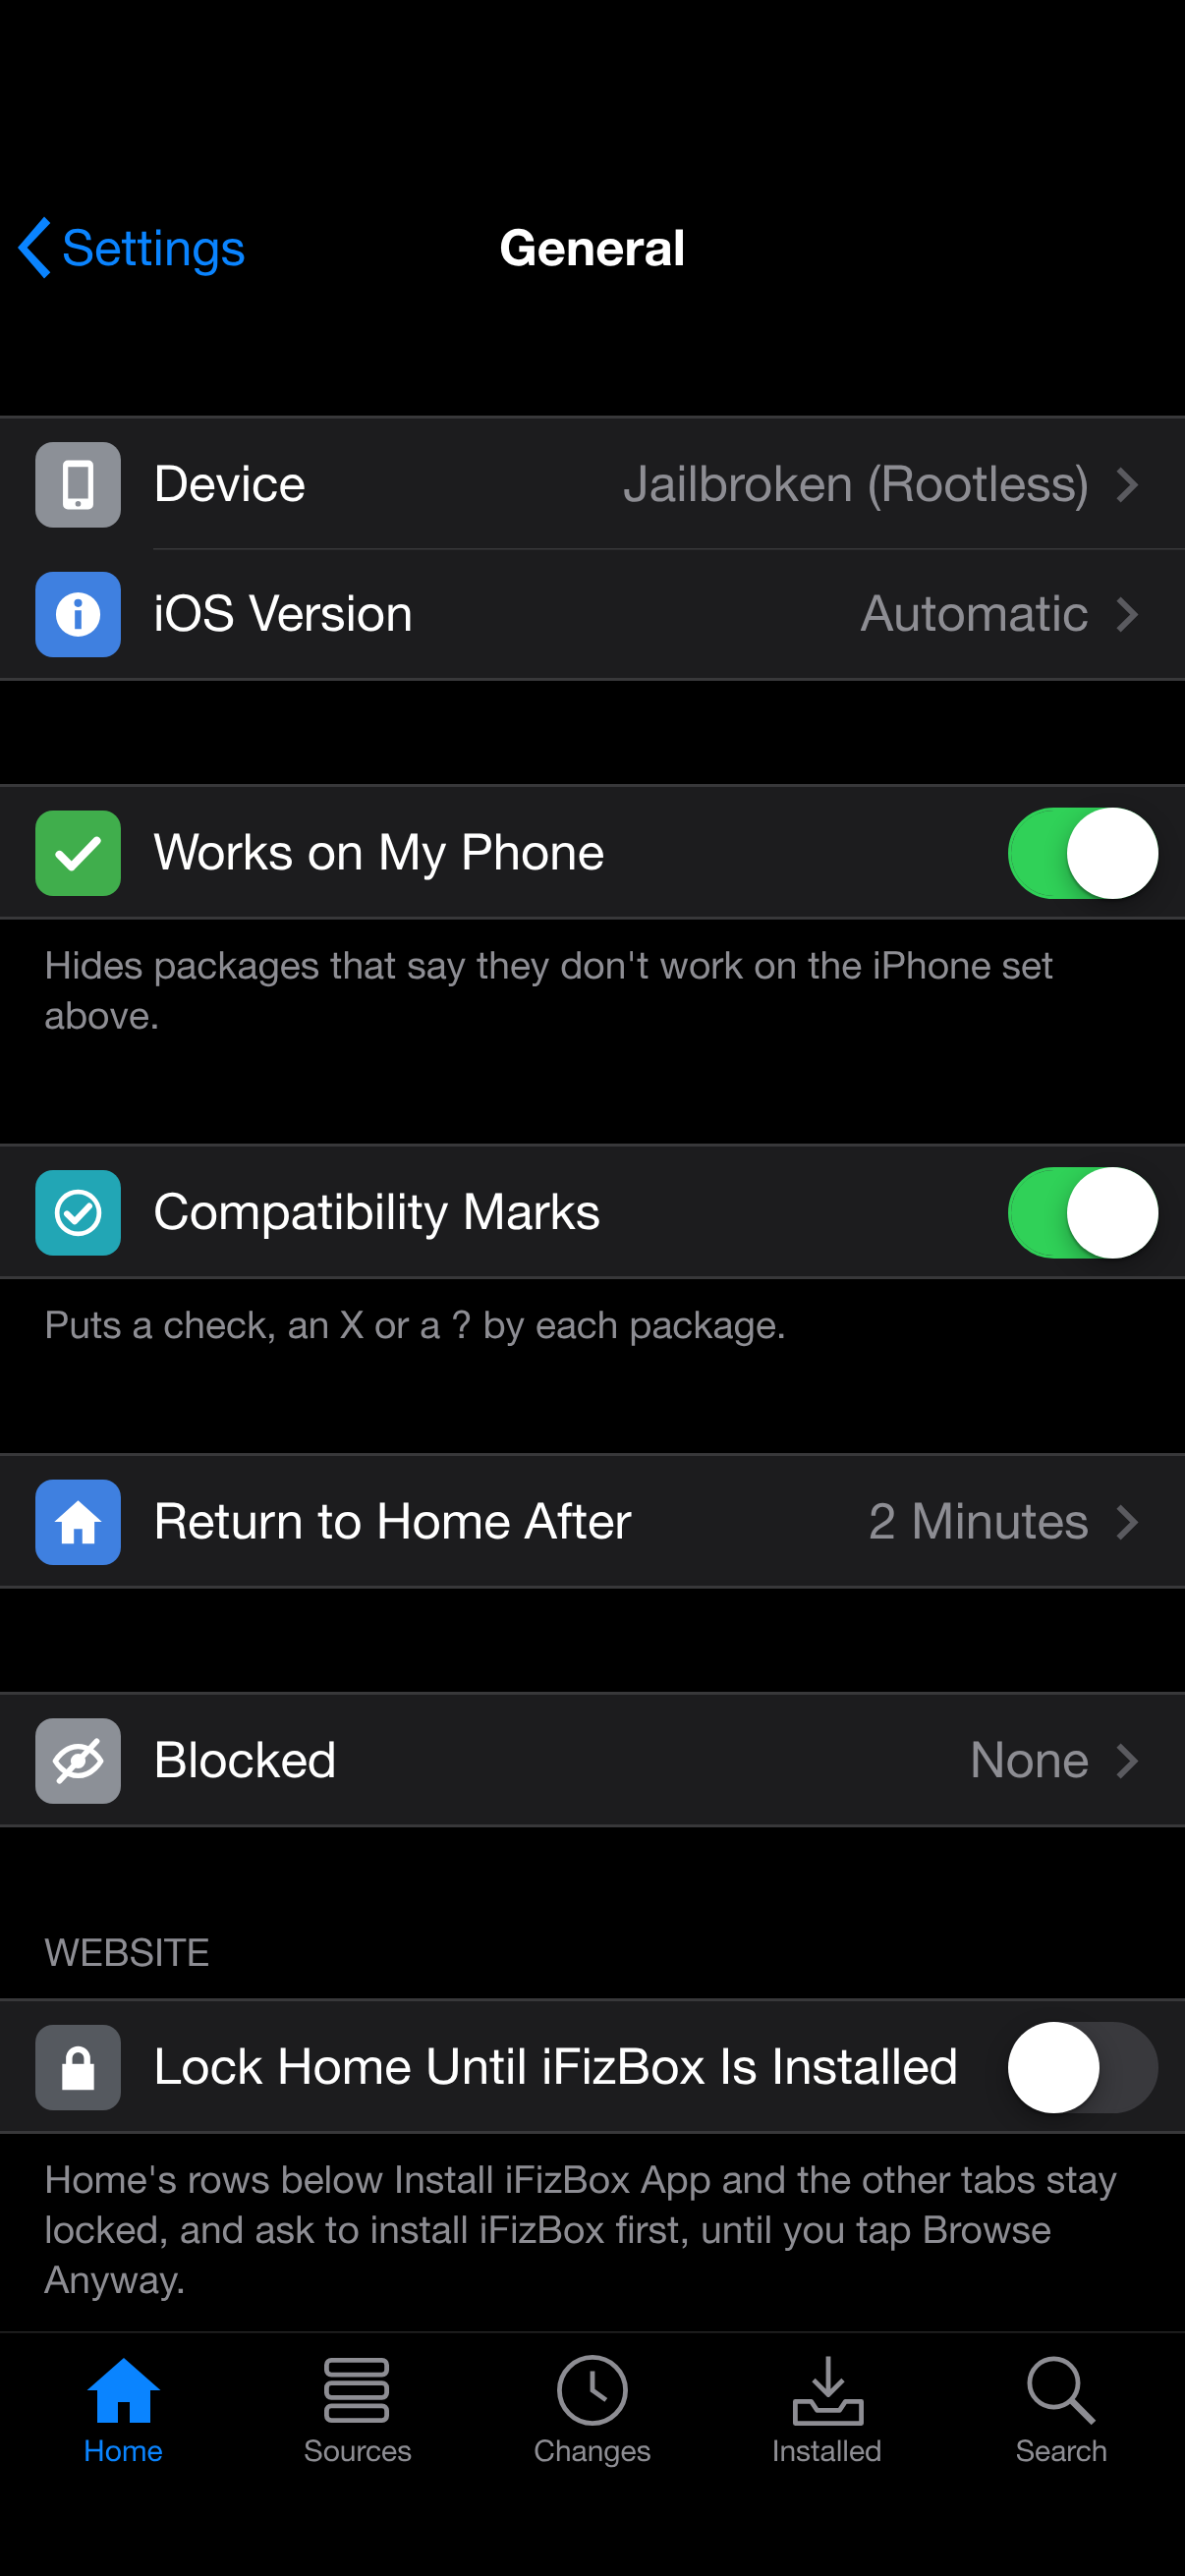 Settings
General
Device
Jailbroken (Rootless)
iOS Version
Automatic
Works on My Phone
Hides packages that say they don't work on the iPhone set
above.
Compatibility Marks
Puts a check, an X or a ? by each package.
Return to Home After
2 Minutes
Blocked
None
WEBSITE
Lock Home Until iFizBox Is Installed
Home's rows below Install iFizBox App and the other tabs stay
locked, and ask to install iFizBox first, until you tap Browse
Anyway.
Home
Sources
Changes
Installed
Search